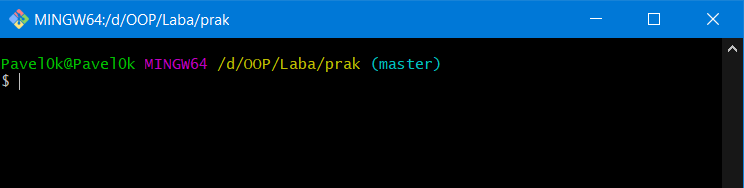 MINGW64:/d/OOP/Laba/prak
Pavel0k@Pavel0k MINGW64 /d/OOP/Laba/prak (master)
$